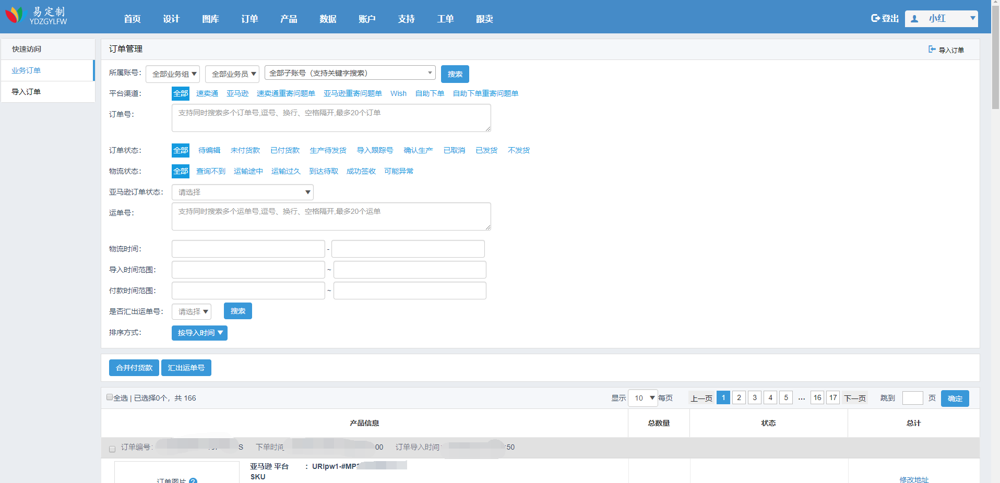 易定制
YDZGYLFW
首页 设计 图库 订单 产品 数据 账户 支持 工单 跟卖
登出 小红
快速访问
业务订单
导入订单
订单管理 导入订单
所属账号： 全部业务组 全部业务员 全部子账号（支持关键字搜索） 搜索
平台渠道： 全部 速卖通 亚马逊 速卖通重寄问题单 亚马逊重寄问题单 Wish 自助下单 自助下单重寄问题单
订单号： 支持同时搜索多个订单号,逗号、换行、空格隔开,最多20个订单
订单状态： 全部 待编辑 未付货款 已付货款 生产待发货 导入跟踪号 确认生产 已取消 已发货 不发货
物流状态： 全部 查询不到 运输途中 运输过久 到达待取 成功签收 可能异常
亚马逊订单状态： 请选择
运单号： 支持同时搜索多个运单号,逗号、换行、空格隔开,最多20个运单
物流时间： -
导入时间范围： ~
付款时间范围： ~
是否汇出运单号： 请选择 搜索
排序方式： 按导入时间
合并付货款 汇出运单号
全选 | 已选择0个，共 166 显示 10 每页 上一页 1 2 3 4 5 ... 16 17 下一页 跳到 页 确定
产品信息 总数量 状态 总计
订单编号： S 下单时间 00 订单导入时间： :50
亚马逊 平台 SKU ： URIpw1-#MP
订单图片 ? 修改地址